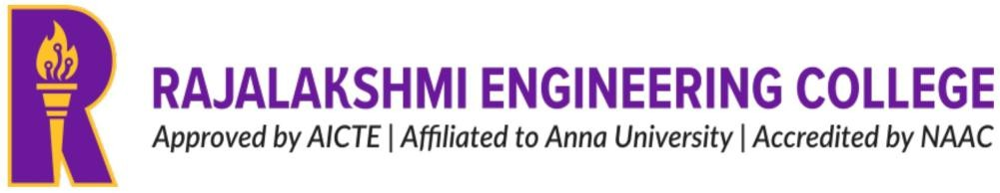 R
RAJALAKSHMI ENGINEERING COLLEGE
Approved by AICTE | Affiliated to Anna University | Accredited by NAAC